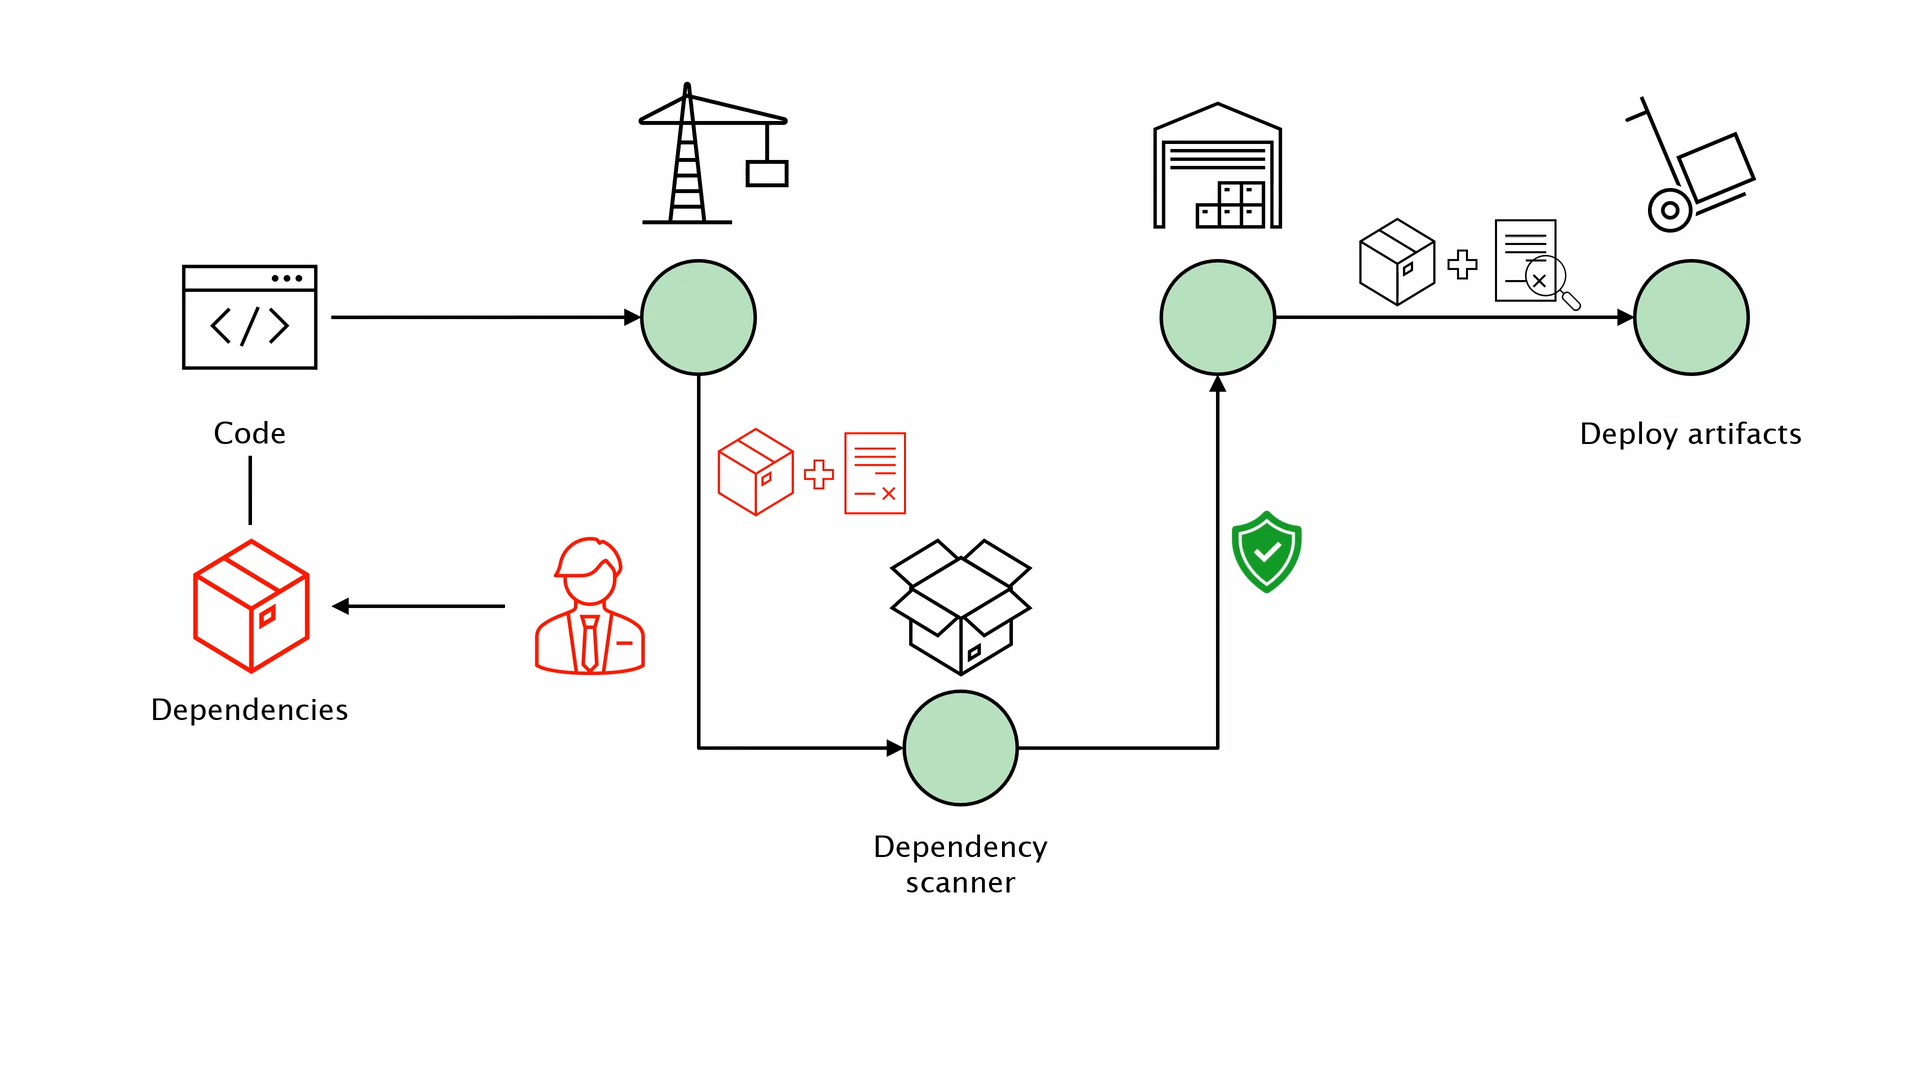 Code
Dependencies
Dependency
scanner
Deploy artifacts